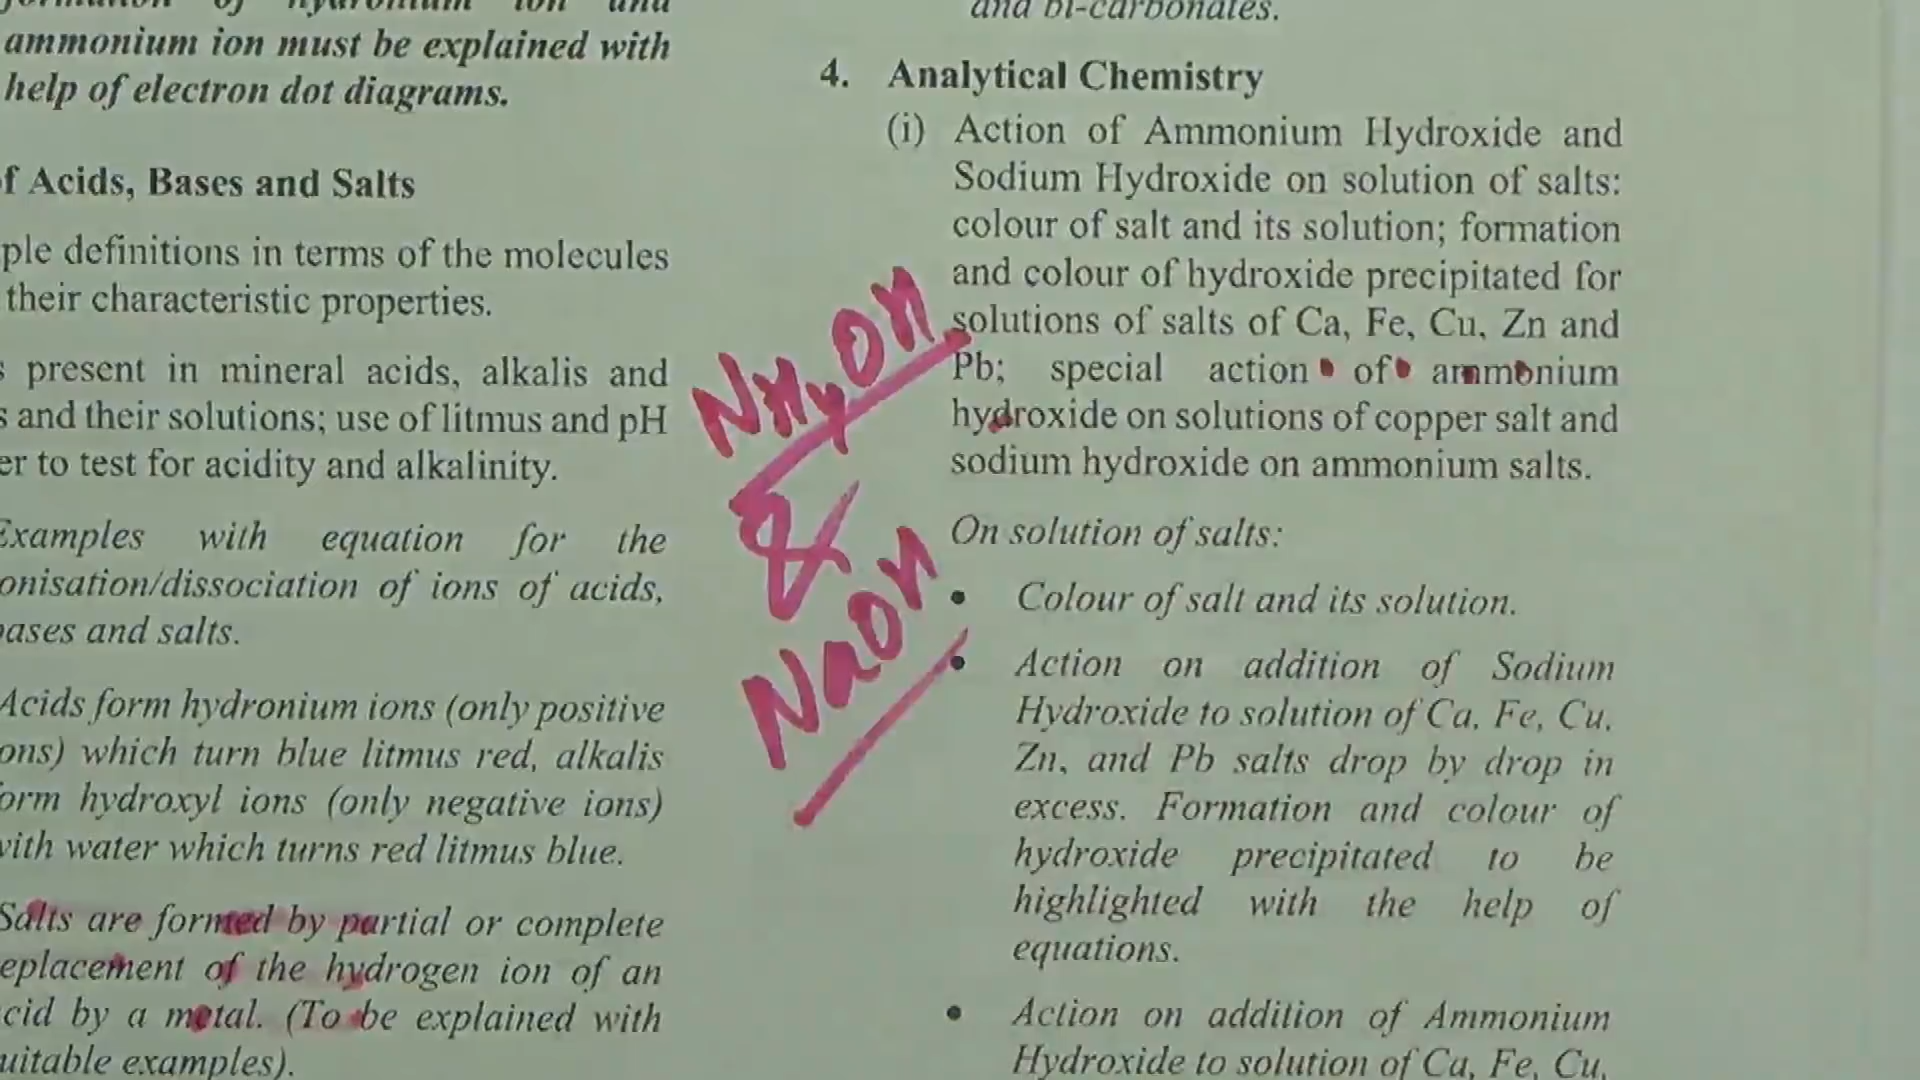 ammonium ion must be explained with
help of electron dot diagrams.
f Acids, Bases and Salts
ple definitions in terms of the molecules
their characteristic properties.
s present in mineral acids, alkalis and
s and their solutions; use of litmus and pH
er to test for acidity and alkalinity.
Examples with equation for the
onisation/dissociation of ions of acids,
bases and salts.
Acids form hydronium ions (only positive
ons) which turn blue litmus red, alkalis
form hydroxyl ions (only negative ions)
with water which turns red litmus blue.
Salts are formed by partial or complete
eplacement of the hydrogen ion of an
cid by a metal. (To be explained with
uitable examples).
NH4OH
&
NaOH
and bi-carbonates.
4. Analytical Chemistry
(i) Action of Ammonium Hydroxide and
Sodium Hydroxide on solution of salts:
colour of salt and its solution; formation
and colour of hydroxide precipitated for
solutions of salts of Ca, Fe, Cu, Zn and
Pb; special action of ammonium
hydroxide on solutions of copper salt and
sodium hydroxide on ammonium salts.
On solution of salts:
• Colour of salt and its solution.
• Action on addition of Sodium
Hydroxide to solution of Ca, Fe, Cu,
Zn, and Pb salts drop by drop in
excess. Formation and colour of
hydroxide precipitated to be
highlighted with the help of
equations.
• Action on addition of Ammonium
Hydroxide to solution of Ca, Fe, Cu,